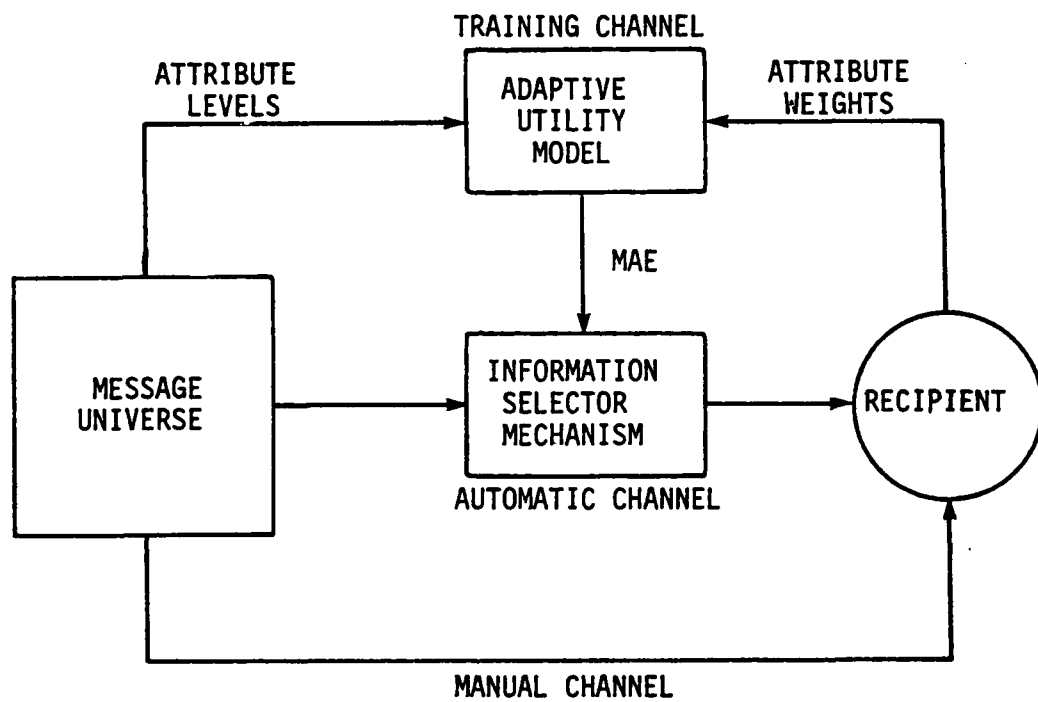 TRAINING CHANNEL
ATTRIBUTE
LEVELS
ADAPTIVE
UTILITY
MODEL
ATTRIBUTE
WEIGHTS
MAE
MESSAGE
UNIVERSE
INFORMATION
SELECTOR
MECHANISM
RECIPIENT
AUTOMATIC CHANNEL
MANUAL CHANNEL